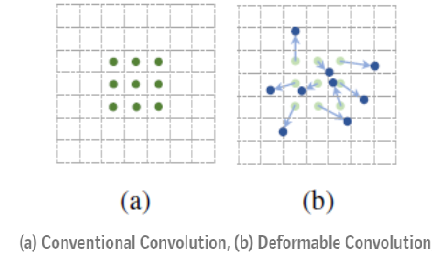 (a)
(b)
(a) Conventional Convolution, (b) Deformable Convolution